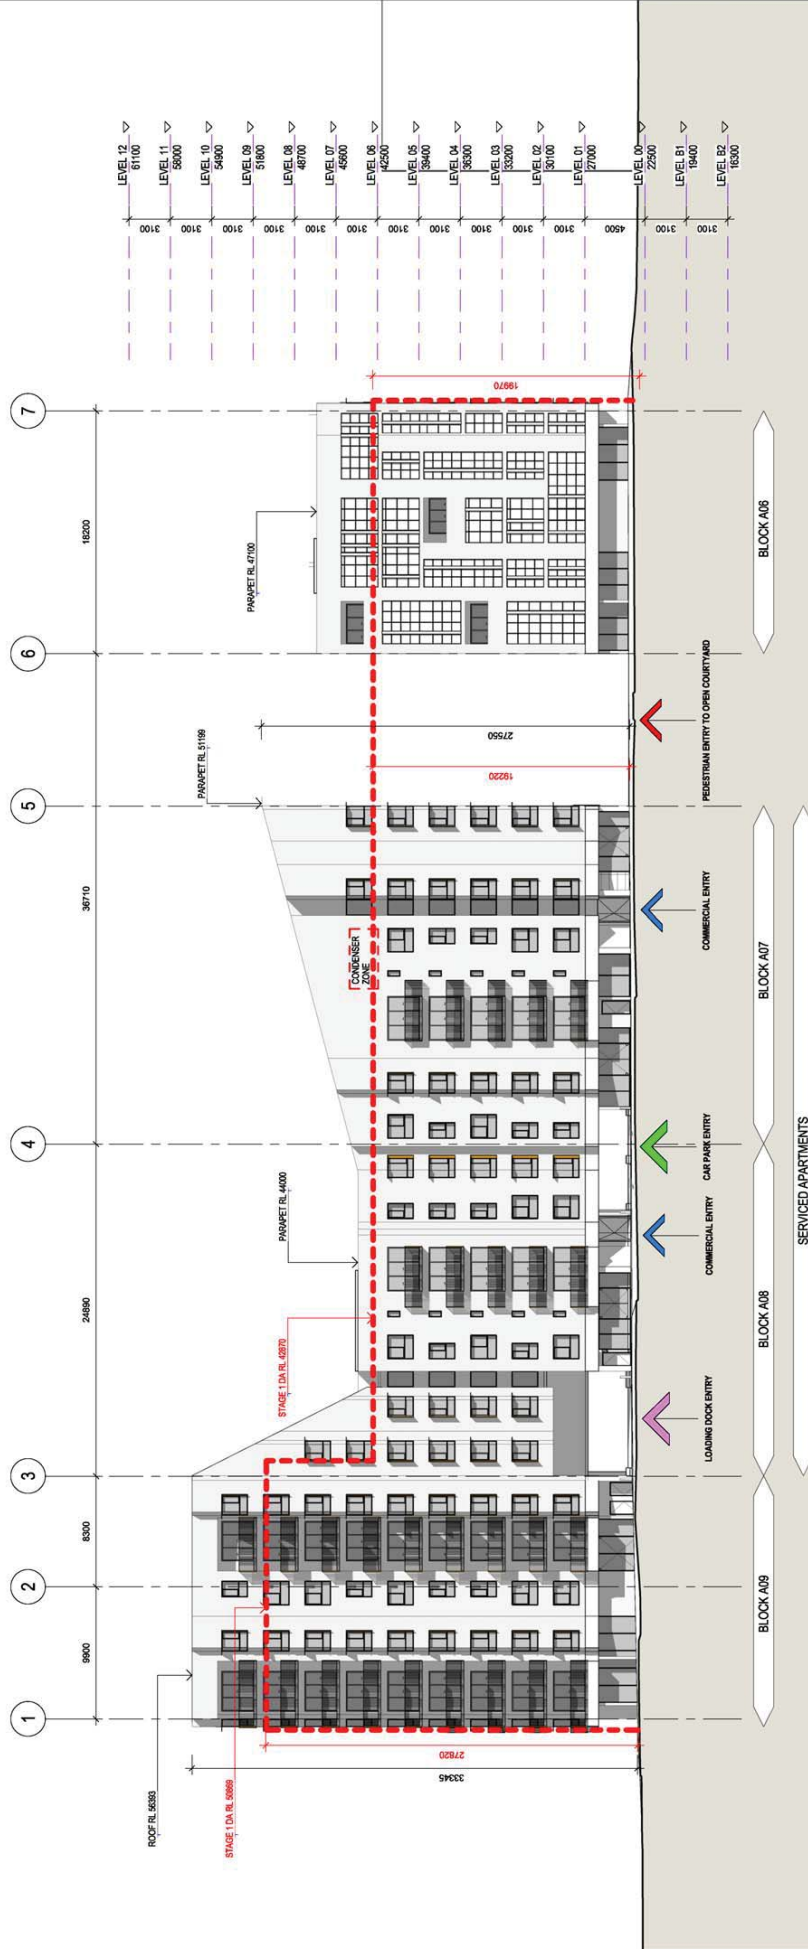 1
2
3
4
5
6
7
9900
8300
24890
36710
18200
ROOF RL 56393
STAGE 1 DA RL 50869
STAGE 1 DA RL 42870
PARAPET RL 44000
PARAPET RL 51199
PARAPET RL 47100
CONDENSER
ZONE
33345
27820
19220
27550
19970
LEVEL 12
61100
3100
LEVEL 11
58000
3100
LEVEL 10
54900
3100
LEVEL 09
51800
3100
LEVEL 08
48700
3100
LEVEL 07
45600
3100
LEVEL 06
42500
3100
LEVEL 05
39400
3100
LEVEL 04
36300
3100
LEVEL 03
33200
3100
LEVEL 02
30100
3100
LEVEL 01
27000
4500
LEVEL 00
22500
3100
LEVEL B1
19400
3100
LEVEL B2
16300
LOADING DOCK ENTRY
COMMERCIAL ENTRY
CAR PARK ENTRY
COMMERCIAL ENTRY
PEDESTRIAN ENTRY TO OPEN COURTYARD
BLOCK A09
BLOCK A08
BLOCK A07
BLOCK A06
SERVICED APARTMENTS